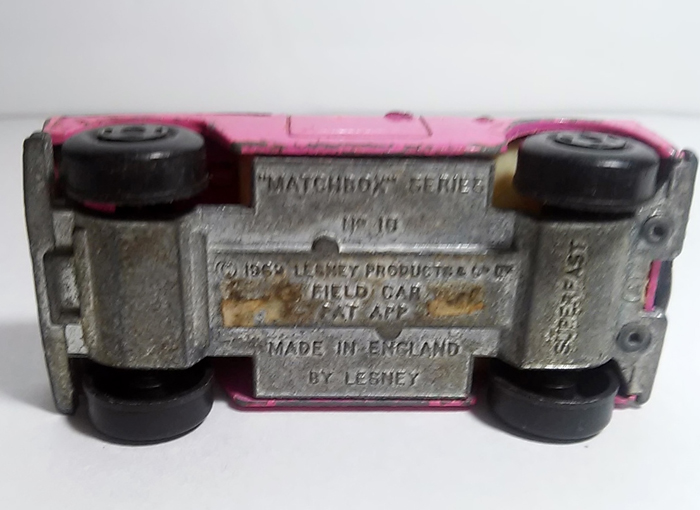 "MATCHBOX" SERIES
Nº 18
© 1969 LESNEY PRODUCTS & Cº Lᵀᴰ
FIELD CAR
PAT APP
MADE IN ENGLAND
BY LESNEY
SUPERFAST